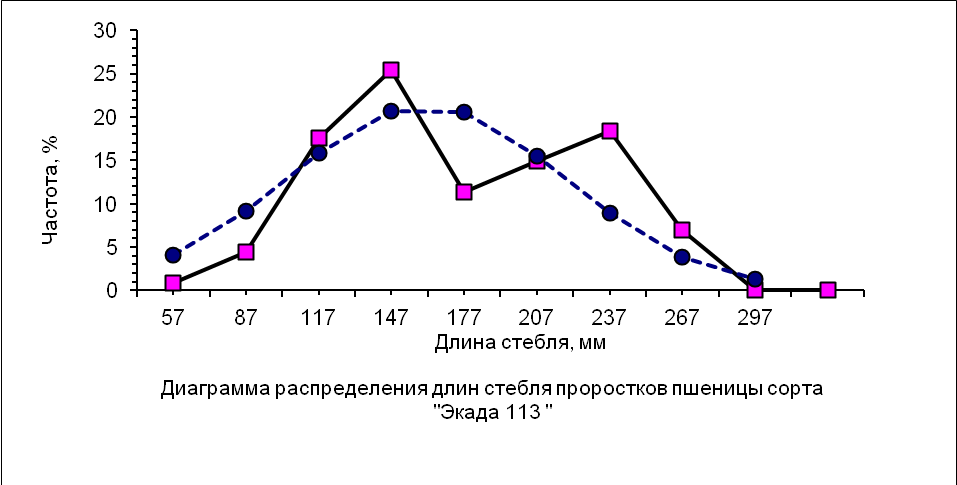 30
25
20
15
10
5
0
Частота, %
57 87 117 147 177 207 237 267 297
Длина стебля, мм
Диаграмма распределения длин стебля проростков пшеницы сорта
"Экада 113 "